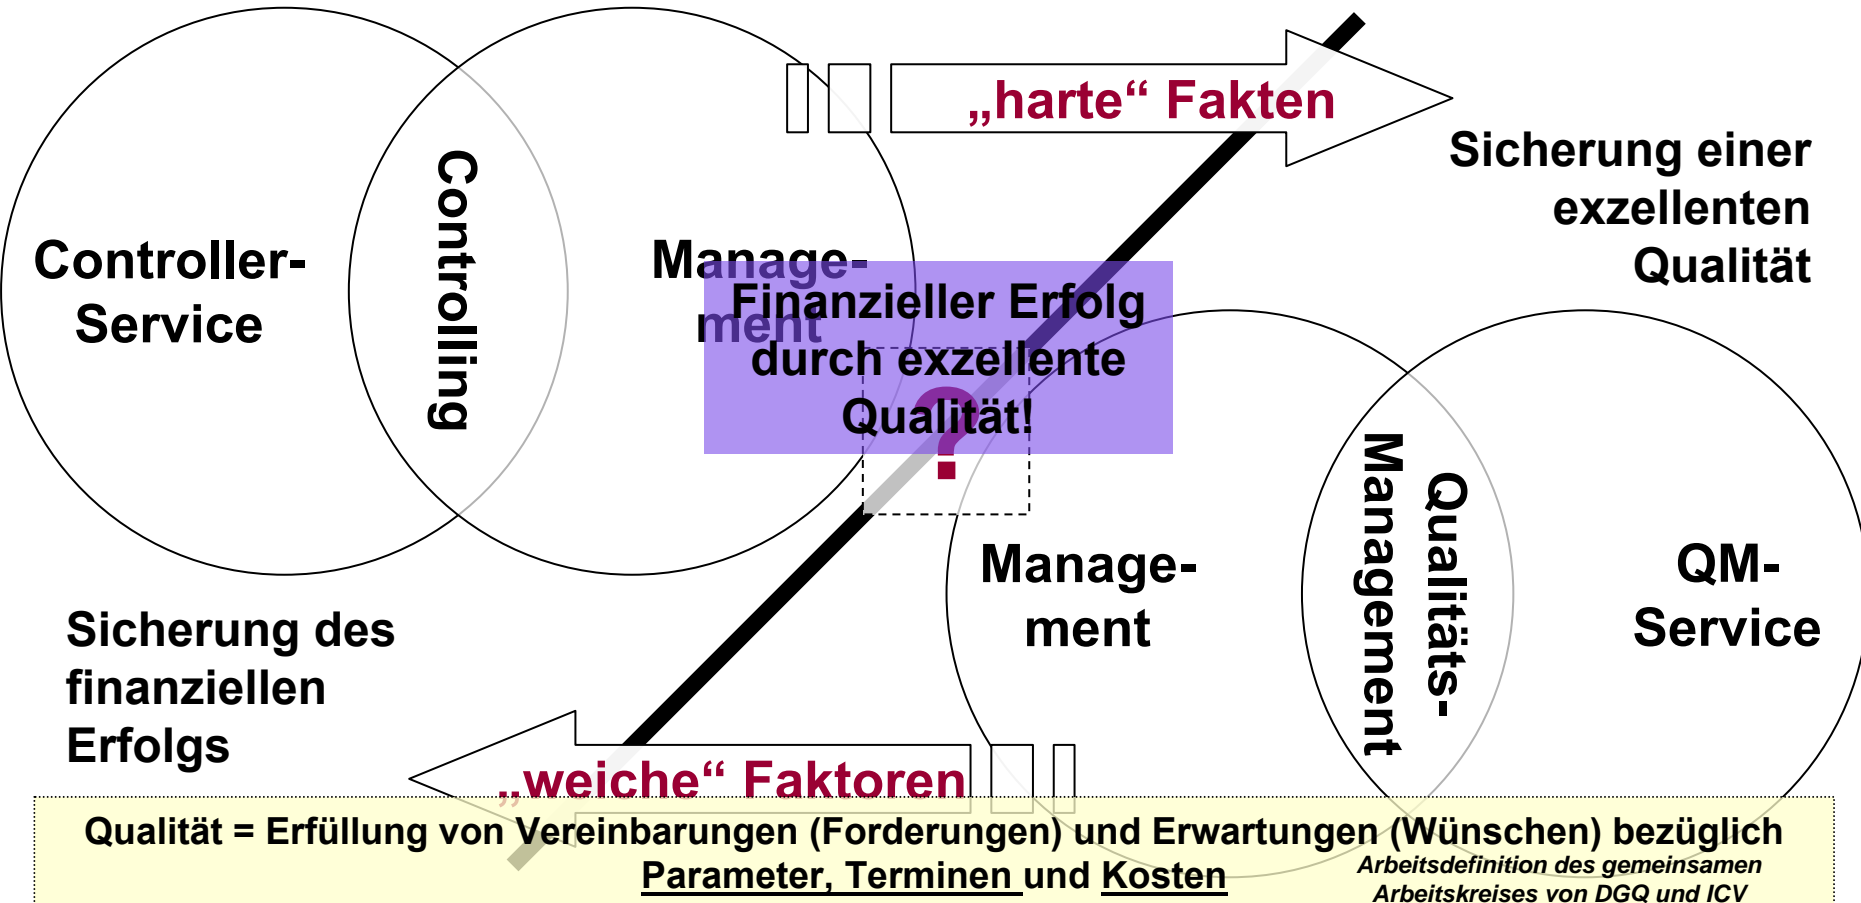 „harte“ Fakten
Sicherung einer
exzellenten
Qualität
Controller-
Service
Controlling
Manage-
ment
Finanzieller Erfolg
durch exzellente
Qualität!
?
Manage-
ment
Qualitäts-
Management
QM-
Service
Sicherung des
finanziellen
Erfolgs
„weiche“ Faktoren
Qualität = Erfüllung von Vereinbarungen (Forderungen) und Erwartungen (Wünschen) bezüglich
Parameter, Terminen und Kosten
Arbeitsdefinition des gemeinsamen
Arbeitskreises von DGQ und ICV